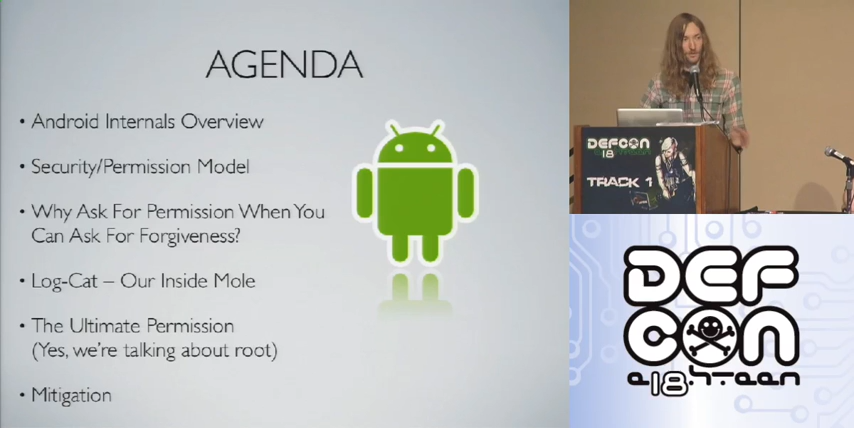 AGENDA
• Android Internals Overview
• Security/Permission Model
• Why Ask For Permission When You
Can Ask For Forgiveness?
• Log-Cat – Our Inside Mole
• The Ultimate Permission
(Yes, we're talking about root)
• Mitigation
DEFCON
18
TRACK 1
DEF
CON
e18hteen